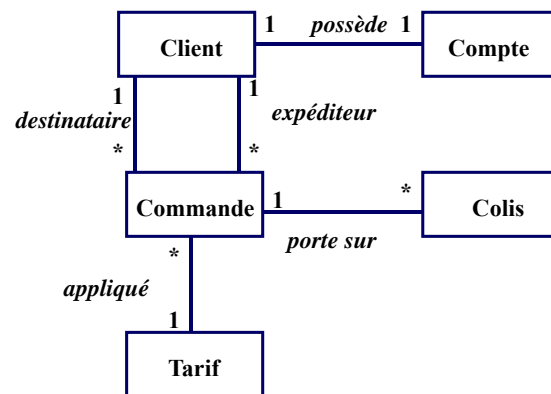 1 possède 1
Client
Compte
1
1
destinataire
expéditeur
*
*
Commande
1
*
Colis
porte sur
*
appliqué
1
Tarif